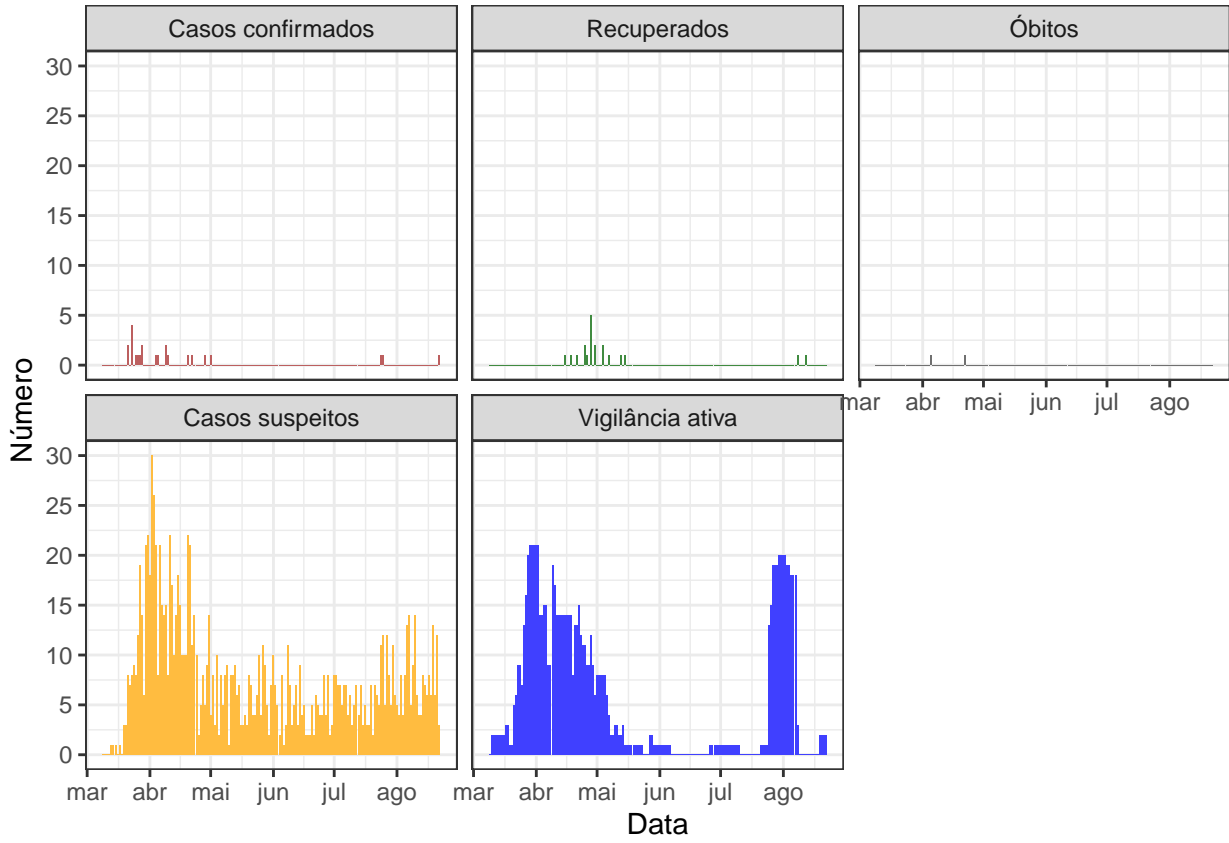 Casos confirmados
Recuperados
Óbitos
30
25
20
15
10
5
0
mar abr mai jun jul ago
Número
Casos suspeitos
Vigilância ativa
30
25
20
15
10
5
0
mar abr mai jun jul ago
mar abr mai jun jul ago
Data